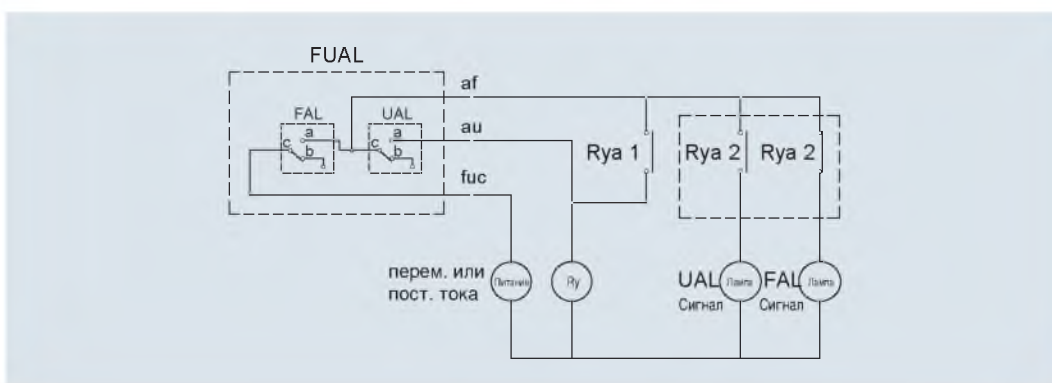 FUAL
af
FAL
UAL
a
a
c
c
b
b
au
Rya 1
Rya 2
Rya 2
fuc
перем. или
пост. тока
Питание
Ry
UAL
Сигнал
Лампа
FAL
Сигнал
Лампа